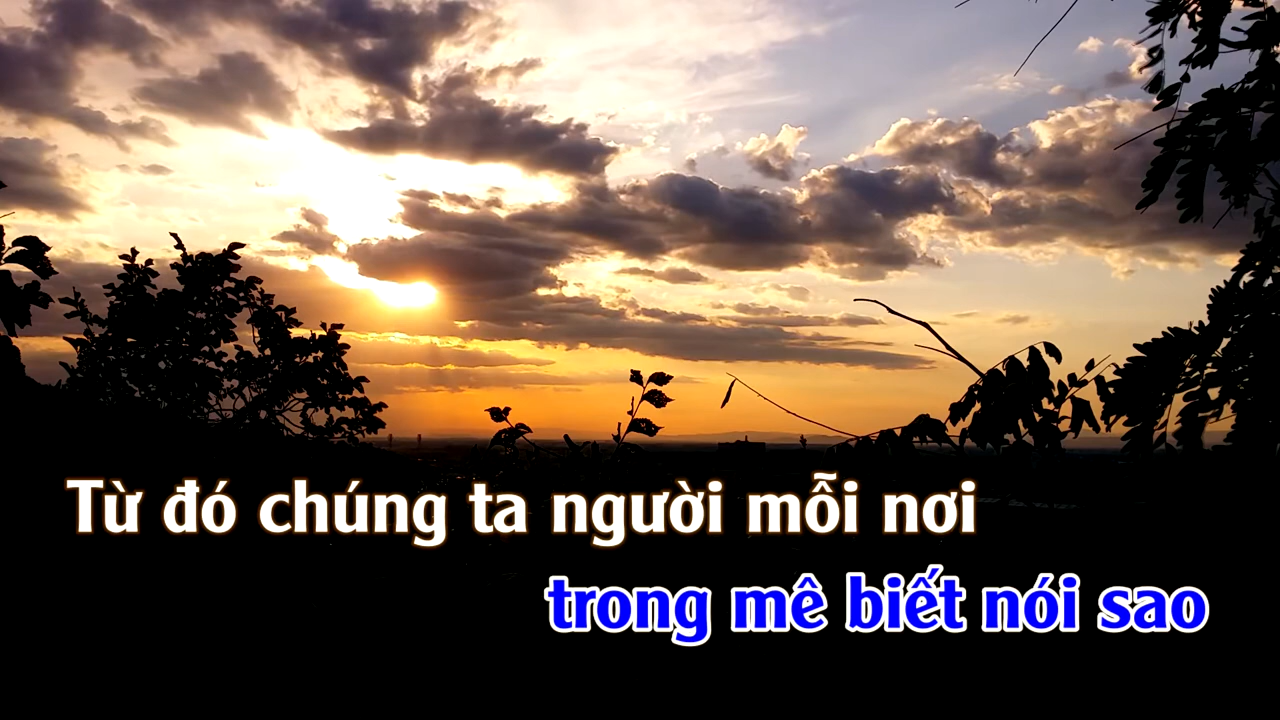 Từ đó chúng ta người mỗi nơi
trong mê biết nói sao